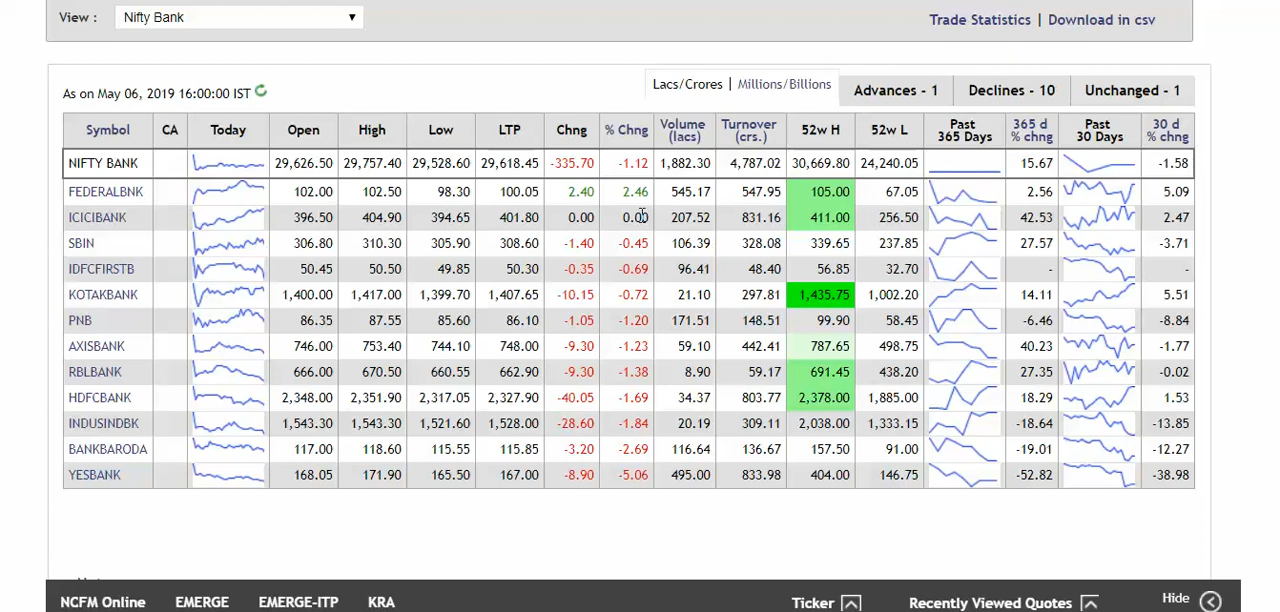 View : Nifty Bank ▼ Trade Statistics | Download in csv
As on May 06, 2019 16:00:00 IST Lacs/Crores | Millions/Billions Advances - 1 Declines - 10 Unchanged - 1
Symbol CA Today Open High Low LTP Chng % Chng Volume (lacs) Turnover (crs.) 52w H 52w L Past 365 Days 365 d % chng Past 30 Days 30 d % chng
NIFTY BANK 29,626.50 29,757.40 29,528.60 29,618.45 -335.70 -1.12 1,882.30 4,787.02 30,669.80 24,240.05 15.67 -1.58
FEDERALBNK 102.00 102.50 98.30 100.05 2.40 2.46 545.17 547.95 105.00 67.05 2.56 5.09
ICICIBANK 396.50 404.90 394.65 401.80 0.00 0.00 207.52 831.16 411.00 256.50 42.53 2.47
SBIN 306.80 310.30 305.90 308.60 -1.40 -0.45 106.39 328.08 339.65 237.85 27.57 -3.71
IDFCFIRSTB 50.45 50.50 49.85 50.30 -0.35 -0.69 96.41 48.40 56.85 32.70 - -
KOTAKBANK 1,400.00 1,417.00 1,399.70 1,407.65 -10.15 -0.72 21.10 297.81 1,435.75 1,002.20 14.11 5.51
PNB 86.35 87.55 85.60 86.10 -1.05 -1.20 171.51 148.51 99.90 58.45 -6.46 -8.84
AXISBANK 746.00 753.40 744.10 748.00 -9.30 -1.23 59.10 442.41 787.65 498.75 40.23 -1.77
RBLBANK 666.00 670.50 660.55 662.90 -9.30 -1.38 8.90 59.17 691.45 438.20 27.35 -0.02
HDFCBANK 2,348.00 2,351.90 2,317.05 2,327.90 -40.05 -1.69 34.37 803.77 2,378.00 1,885.00 18.29 1.53
INDUSINDBK 1,543.30 1,543.30 1,521.60 1,528.00 -28.60 -1.84 20.19 309.11 2,038.00 1,333.15 -18.64 -13.85
BANKBARODA 117.00 118.60 115.55 115.85 -3.20 -2.69 116.64 136.67 157.50 91.00 -19.01 -12.27
YESBANK 168.05 171.90 165.50 167.00 -8.90 -5.06 495.00 833.98 404.00 146.75 -52.82 -38.98
NCFM Online EMERGE EMERGE-ITP KRA Ticker Recently Viewed Quotes Hide